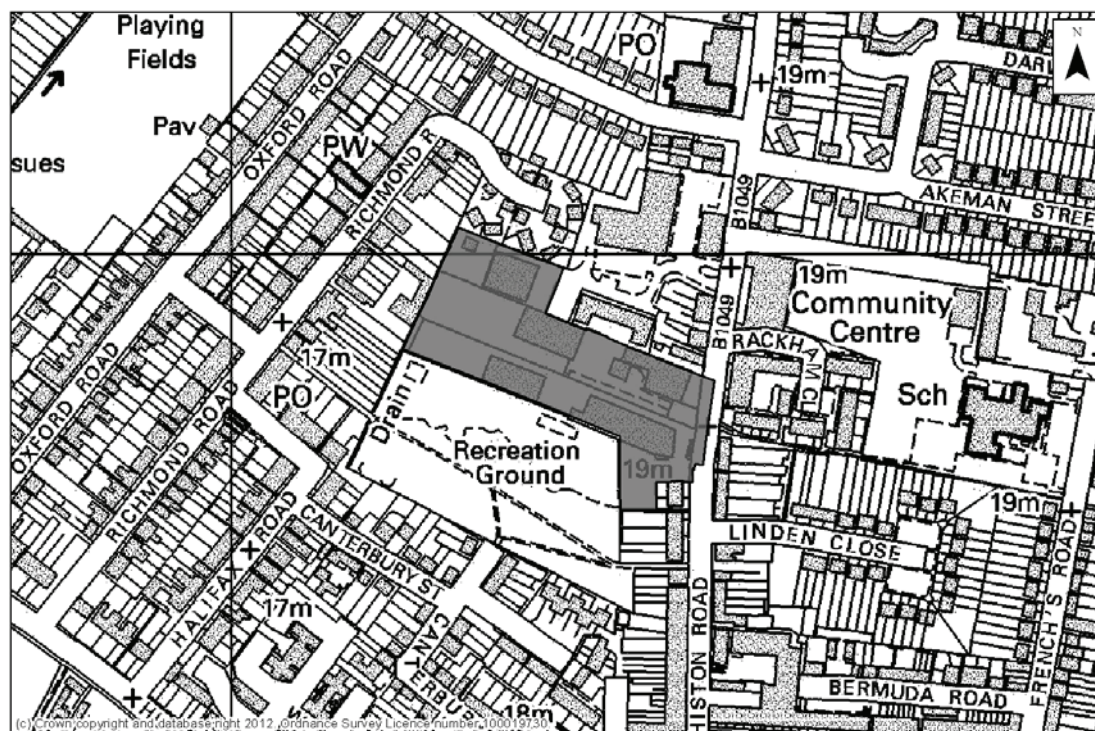 Playing
Fields
PO
N
DARW
19m
Pav
OXFORD ROAD
PW
RICHMOND R
sues
B1049
AKEMAN STREE
19m
Community
Centre
B1049
RACKHAM CL
17m
PO
Sch
Drain
OXFORD ROAD
RICHMOND ROAD
Recreation
Ground
19m
19m
HALIFAX ROAD
CANTERBURY ST
LINDEN CLOSE
17m
FRENCH'S ROAD
HISTON ROAD
BERMUDA ROAD
18m
(c) Crown copyright and database right 2012. Ordnance Survey Licence number 100019730